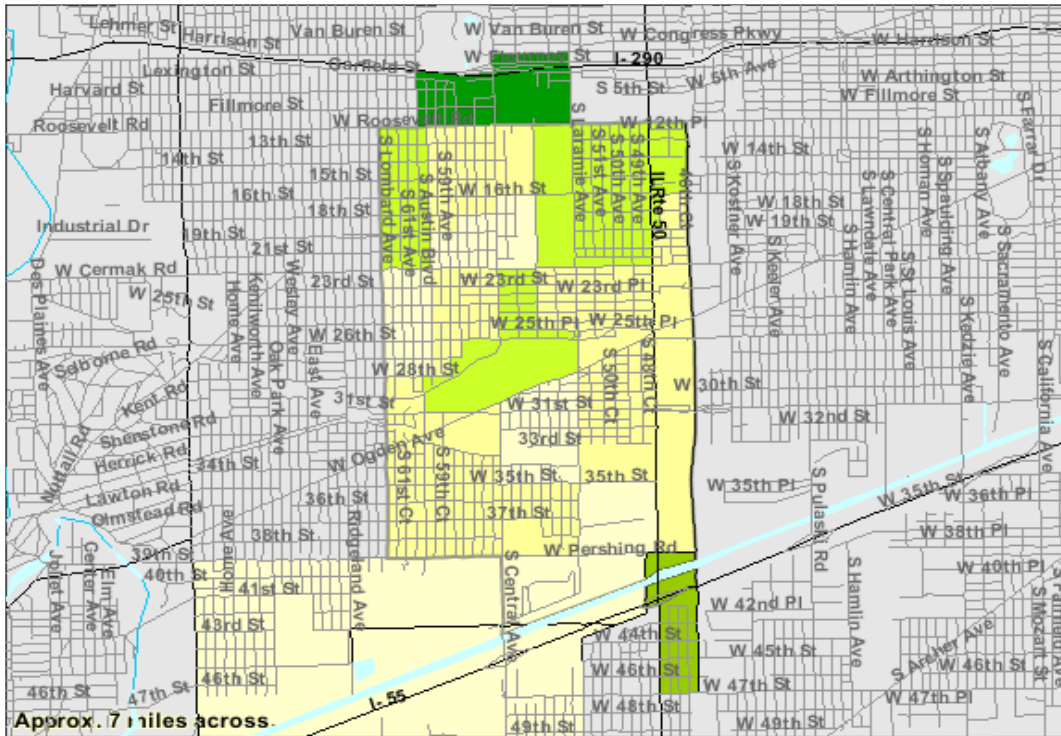 Lehmer St
Harrison St
Van Buren St
W Van Buren St
W Congress Pkwy
W Harrison St
W Flournoy St
Garfield St
I- 290
W 5th Ave
Lexington St
Harvard St
Fillmore St
S 5th St
W Arthington St
W Fillmore St
Roosevelt Rd
W Roosevelt Rd
W 12th Pl
13th St
14th St
15th St
16th St
18th St
W 16th St
W 14th St
W 18th St
W 19th St
S Lombard Ave
S 61st Ave
S Austin Blvd
S 59th Ave
S Laramie Ave
S 51st Ave
S 50th Ave
S 49th Ave
IL Rte 50
46th Ct
S Kostner Ave
S Keeler Ave
S Hamlin Ave
S Lawndale Ave
S Central Park Ave
S St Louis Ave
S Homan Ave
S Spaulding Ave
S Kedzie Ave
S Albany Ave
S Sacramento Ave
S Farrar Dr
S California Ave
Industrial Dr
19th St
21st St
W Cermak Rd
W 25th St
23rd St
W 23rd St
W 23rd Pl
Des Plaines Ave
Home Ave
Kenilworth Ave
Wesley Ave
Oak Park Ave
East Ave
W 26th St
W 25th Pl
W 25th Pl
Selborne Rd
W 28th St
S 50th Ct
S 48th Ct
W 30th St
Kent Rd
31st St
W 31st St
W 32nd St
Shenstone Rd
Nuttall Rd
Herrick Rd
W Ogden Ave
33rd St
34th St
S 61st Ct
S 59th Ct
W 35th St
35th St
W 35th Pl
S Pulaski Rd
W 35th St
W 36th Pl
Lawton Rd
Olmstead Rd
36th St
37th St
38th St
Ridgeland Ave
W 38th Pl
39th S
W Pershing Rd
Joliet Ave
Center Ave
Elm Ave
Home Ave
40th St
41st St
S Central Ave
W 40th Pl
S Hamlin Ave
W 42nd Pl
43rd St
W 44th St
W 45th St
S Archer Ave
S Mozart St
46th St
47th St
46th St
W 46th St
W 47th St
W 46th St
W 47th Pl
I- 55
W 48th St
49th St
W 49th St
Approx. 7 miles across.